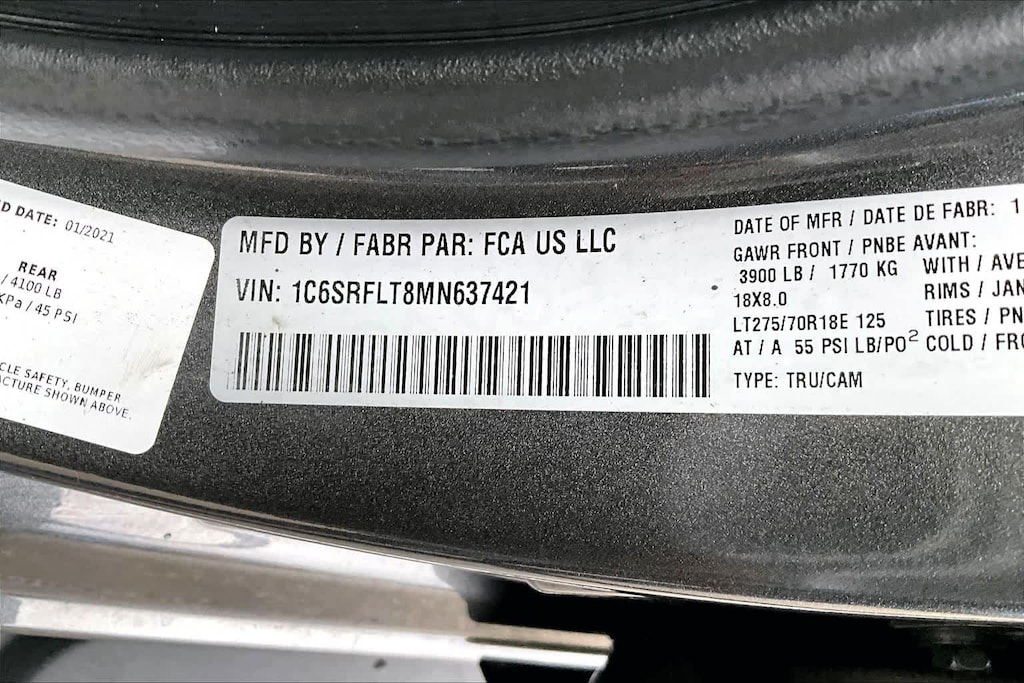 D DATE: 01/2021
REAR
/ 4100 LB
KPa / 45 PSI
CLE SAFETY, BUMPER
ACTURE SHOWN ABOVE.
MFD BY / FABR PAR: FCA US LLC
VIN: 1C6SRFLT8MN637421
DATE OF MFR / DATE DE FABR: 1
GAWR FRONT / PNBE AVANT:
3900 LB / 1770 KG WITH / AVE
18X8.0 RIMS / JAN
LT275/70R18E 125 TIRES / PN
AT / A 55 PSI LB/PO² COLD / FRO
TYPE: TRU/CAM